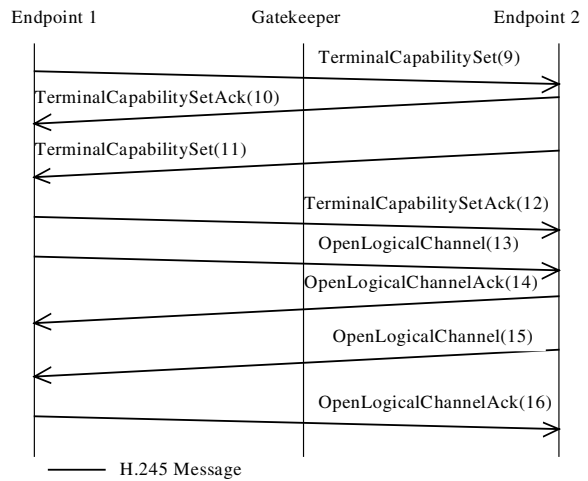 Endpoint 1 Gatekeeper Endpoint 2
TerminalCapabilitySet(9)
TerminalCapabilitySetAck(10)
TerminalCapabilitySet(11)
TerminalCapabilitySetAck(12)
OpenLogicalChannel(13)
OpenLogicalChannelAck(14)
OpenLogicalChannel(15)
OpenLogicalChannelAck(16)
H.245 Message